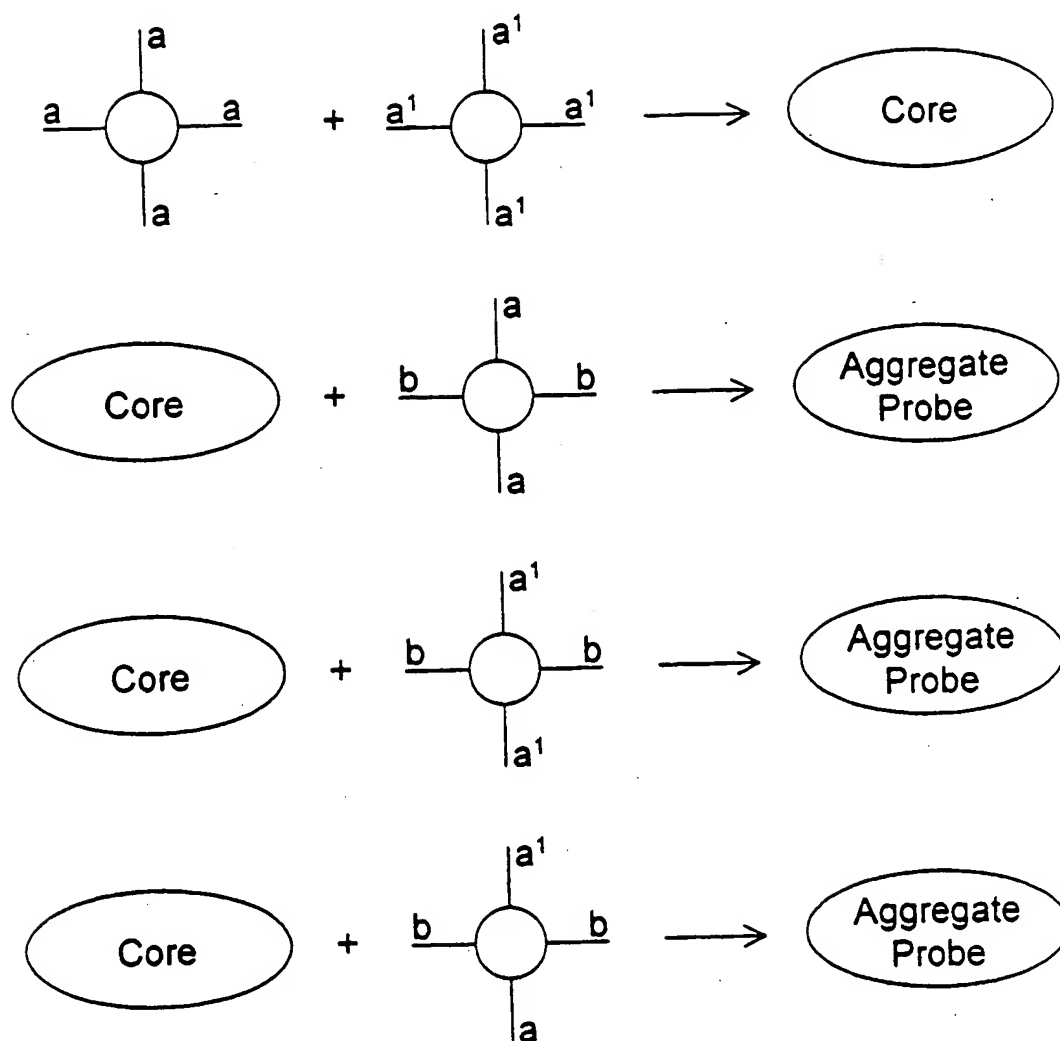 a a¹
a a + a¹ a¹ → Core
a a¹
a
Core + b b → Aggregate Probe
a
a¹
Core + b b → Aggregate Probe
a¹
a¹
Core + b b → Aggregate Probe
a